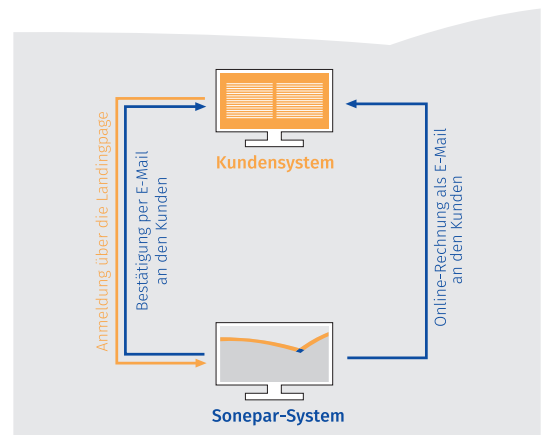 Kundensystem
Anmeldung über die Landingpage
Bestätigung per E-Mail
an den Kunden
Online-Rechnung als E-Mail
an den Kunden
Sonepar-System